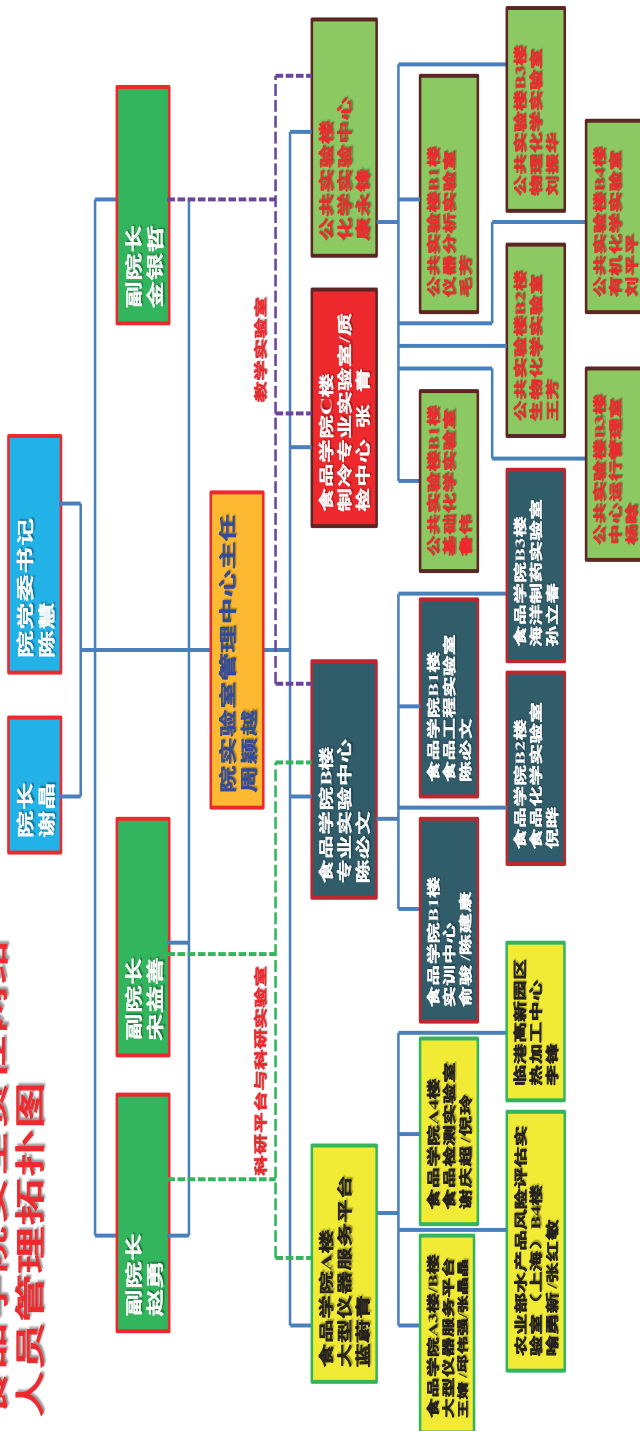 食品学院安全责任网络
人员管理拓扑图
院长
谢晶
院党委书记
陈慧
副院长
赵勇
副院长
宋益善
副院长
金银哲
院实验室管理中心主任
周颖越
科研平台与科研实验室
教学实验室
食品学院A楼
大型仪器服务平台
蓝蔚青
食品学院B楼
专业实验中心
陈必文
食品学院C楼
制冷专业实验室/质
检中心 张 青
公共实验楼
化学实验中心
康永锋
食品学院A3楼/B楼
大型仪器服务平台
王婧/邱伟强/张晶晶
食品学院A4楼
食品检测实验室
谢庆超/倪玲
食品学院B1楼
实训中心
俞骏/陈建康
食品学院B1楼
食品工程实验室
陈必文
公共实验楼B1楼
基础化学实验室
鲁伟
公共实验楼B1楼
仪器分析实验室
毛芳
农业部水产品风险评估实
验室（上海）B4楼
喻勇新/张红敏
临港高新园区
热加工中心
李锋
食品学院B2楼
食品化学实验室
倪晔
食品学院B3楼
海洋制药实验室
孙立春
公共实验楼B2楼
生物化学实验室
王芳
公共实验楼B3楼
物理化学实验室
刘振华
公共实验楼B3楼
中心运行管理室
公共实验楼B4楼
有机化学实验室
刘平平